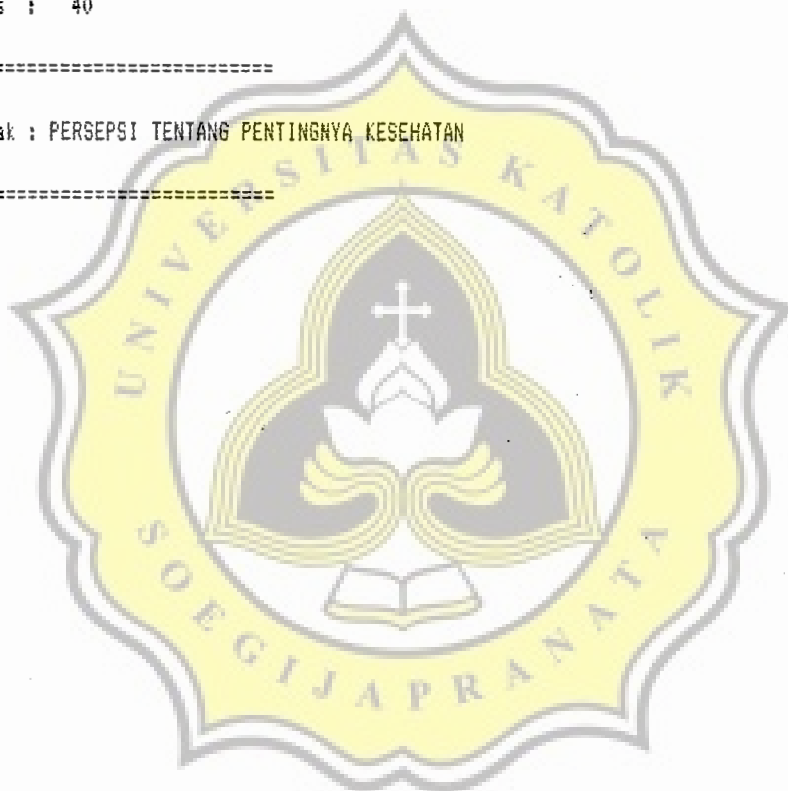 s : 40
=========================
ak : PERSEPSI TENTANG PENTINGNYA KESEHATAN
=========================
UNIVERSITAS KATOLIK
SOEGIJAPRANATA